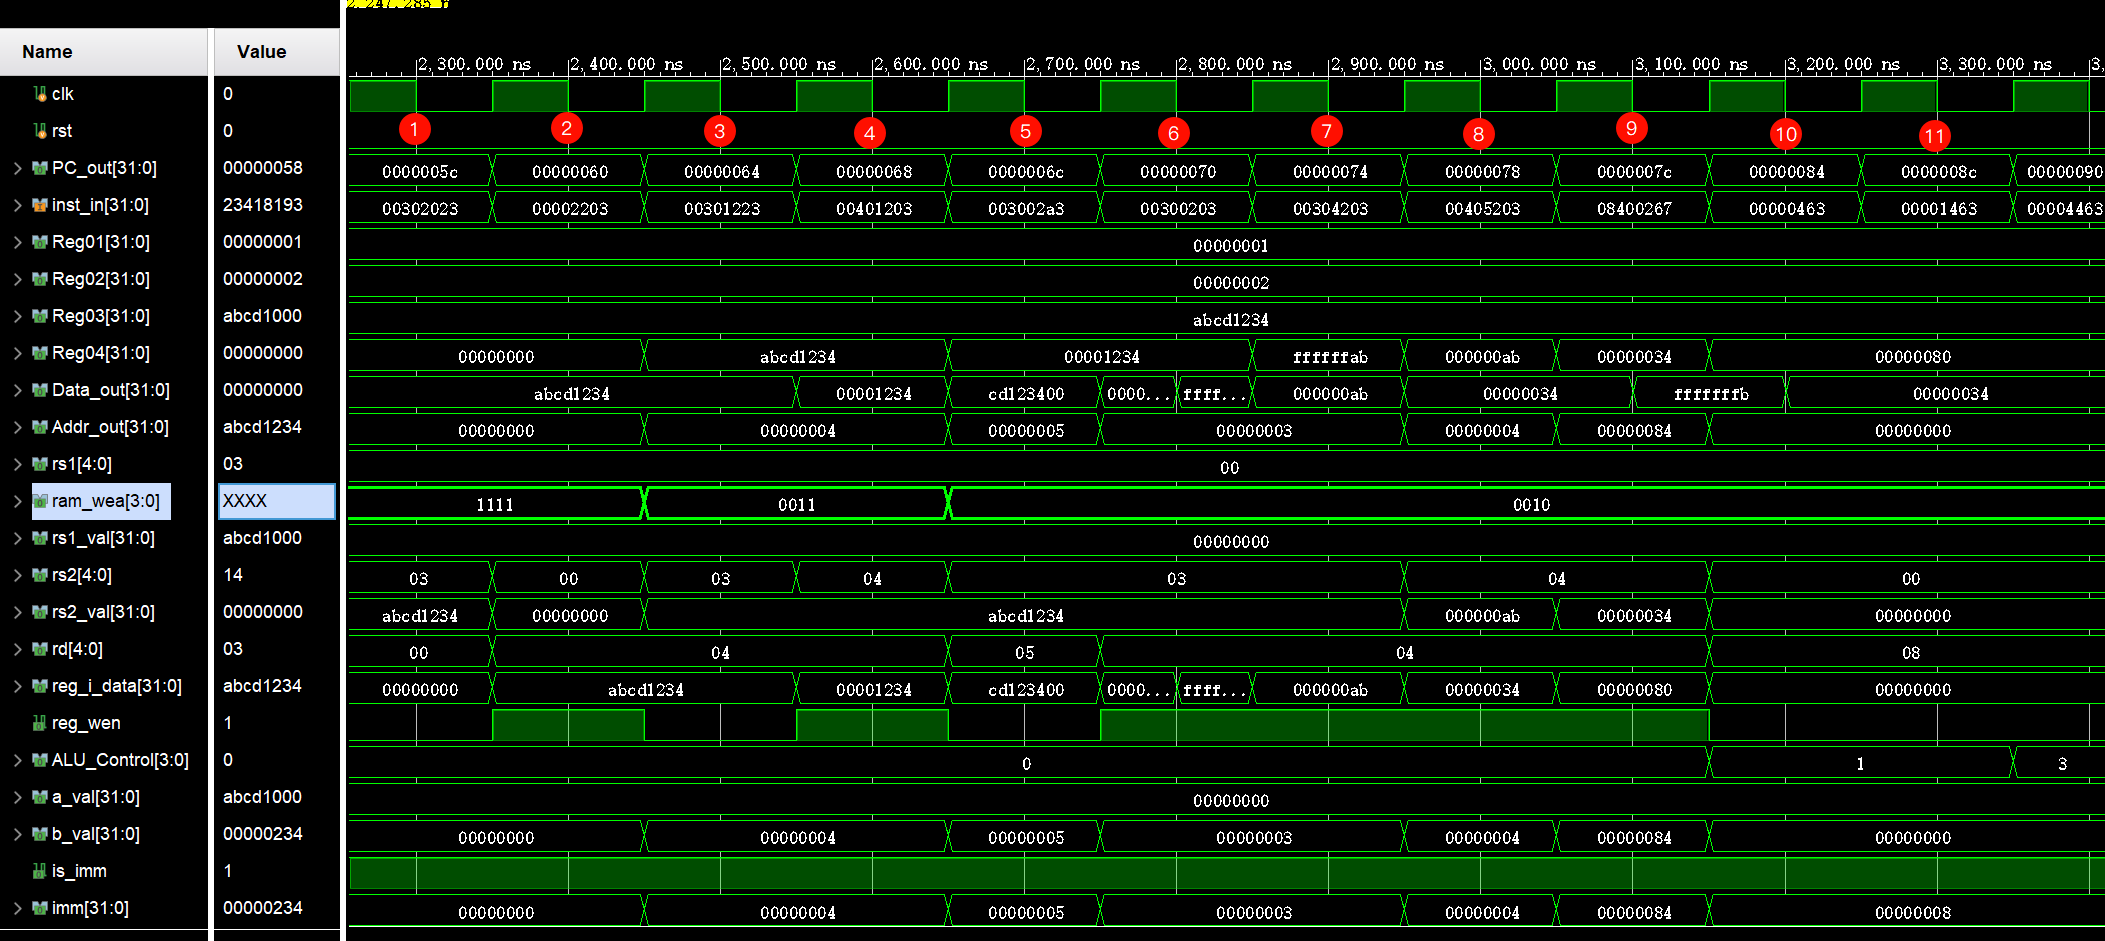 2,247.285 n
Name Value
2,300.000 ns 2,400.000 ns 2,500.000 ns 2,600.000 ns 2,700.000 ns 2,800.000 ns 2,900.000 ns 3,000.000 ns 3,100.000 ns 3,200.000 ns 3,300.000 ns 3,
clk 0
rst 0 1 2 3 4 5 6 7 8 9 10 11
PC_out[31:0] 00000058 0000005c 00000060 00000064 00000068 0000006c 00000070 00000074 00000078 0000007c 00000084 0000008c 00000090
inst_in[31:0] 23418193 00302023 00002203 00301223 00401203 003002a3 00300203 00304203 00405203 08400267 00000463 00001463 00004463
Reg01[31:0] 00000001 00000001
Reg02[31:0] 00000002 00000002
Reg03[31:0] abcd1000 abcd1234
Reg04[31:0] 00000000 00000000 abcd1234 00001234 ffffffab 000000ab 00000034 00000080
Data_out[31:0] 00000000 abcd1234 00001234 cd123400 0000... ffff... 000000ab 00000034 fffffffb 00000034
Addr_out[31:0] abcd1234 00000000 00000004 00000005 00000003 00000004 00000084 00000000
rs1[4:0] 03 00
ram_wea[3:0] XXXX 1111 0011 0010
rs1_val[31:0] abcd1000 00000000
rs2[4:0] 14 03 00 03 04 03 04 00
rs2_val[31:0] 00000000 abcd1234 00000000 abcd1234 000000ab 00000034 00000000
rd[4:0] 03 00 04 05 04 08
reg_i_data[31:0] abcd1234 00000000 abcd1234 00001234 cd123400 0000... ffff... 000000ab 00000034 00000080 00000000
reg_wen 1
ALU_Control[3:0] 0 0 1 3
a_val[31:0] abcd1000 00000000
b_val[31:0] 00000234 00000000 00000004 00000005 00000003 00000004 00000084 00000000
is_imm 1
imm[31:0] 00000234 00000000 00000004 00000005 00000003 00000004 00000084 00000008